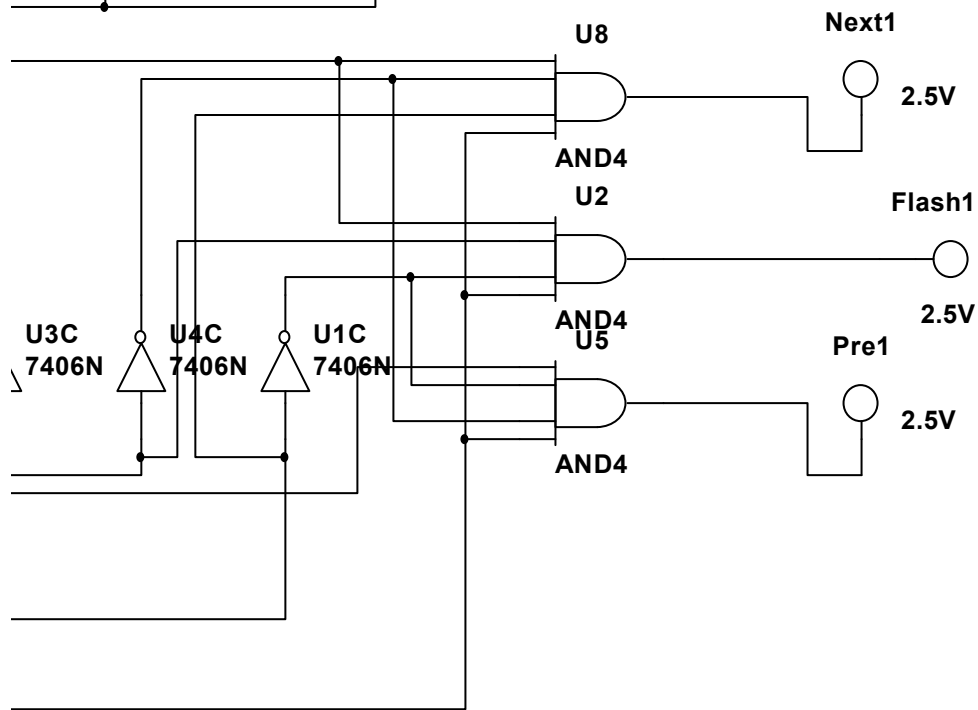 U8
Next1
2.5V
AND4
U2
Flash1
2.5V
AND4
U5
Pre1
2.5V
AND4
U3C
7406N
U4C
7406N
U1C
7406N